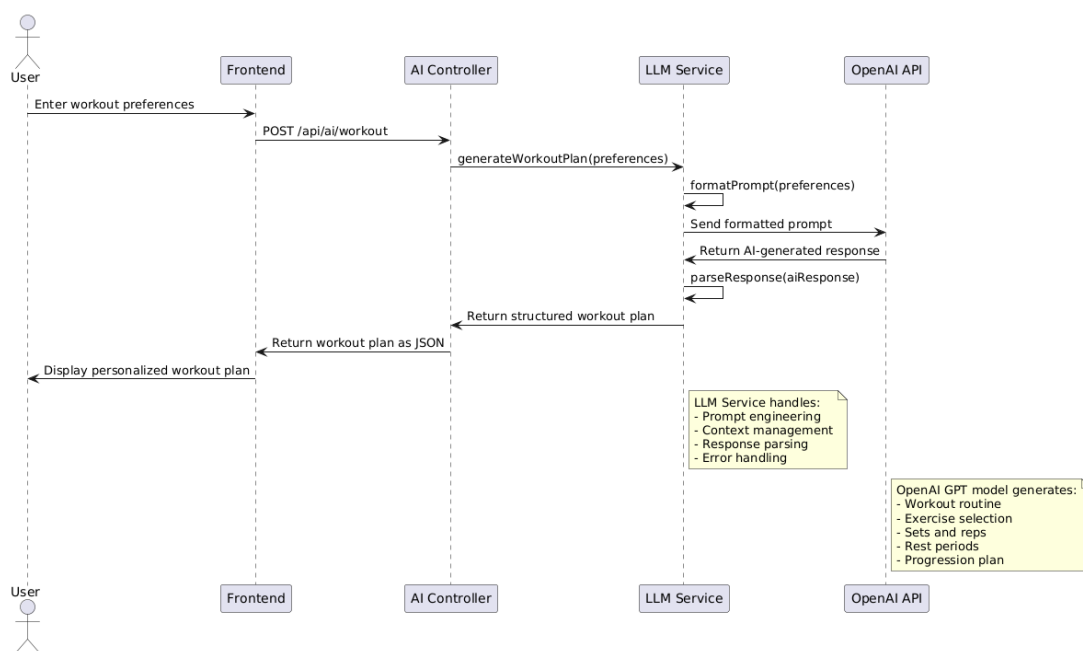 User
Frontend
AI Controller
LLM Service
OpenAI API
Enter workout preferences
POST /api/ai/workout
generateWorkoutPlan(preferences)
formatPrompt(preferences)
Send formatted prompt
Return AI-generated response
parseResponse(aiResponse)
Return structured workout plan
Return workout plan as JSON
Display personalized workout plan
LLM Service handles:
- Prompt engineering
- Context management
- Response parsing
- Error handling
OpenAI GPT model generates:
- Workout routine
- Exercise selection
- Sets and reps
- Rest periods
- Progression plan
User
Frontend
AI Controller
LLM Service
OpenAI API